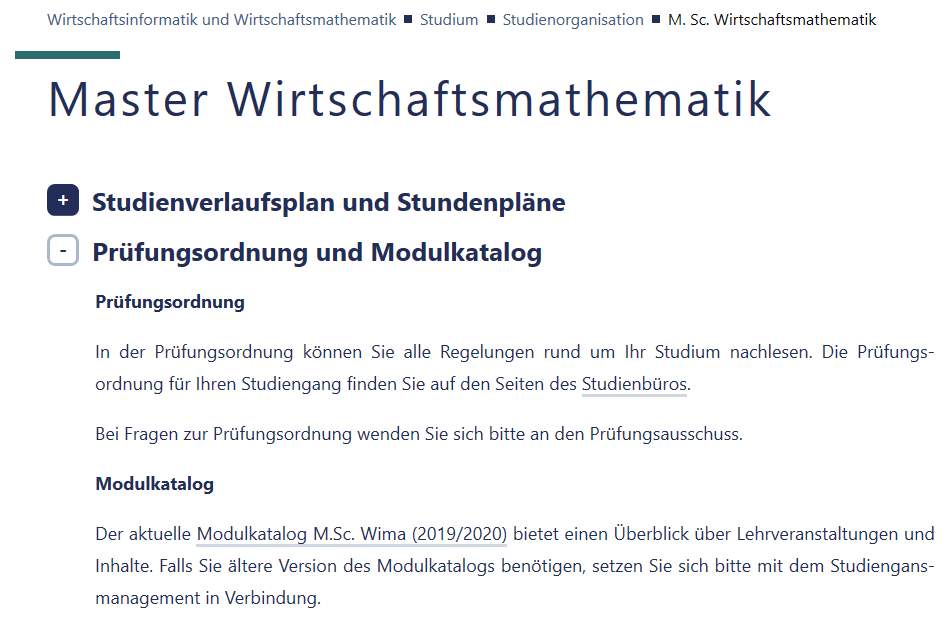 Wirtschaftsinformatik und Wirtschaftsmathematik ■ Studium ■ Studienorganisation ■ M. Sc. Wirtschaftsmathematik
Master Wirtschaftsmathematik
+ Studienverlaufsplan und Stundenpläne
- Prüfungsordnung und Modulkatalog
Prüfungsordnung
In der Prüfungsordnung können Sie alle Regelungen rund um Ihr Studium nachlesen. Die Prüfungs-
ordnung für Ihren Studiengang finden Sie auf den Seiten des Studienbüros.
Bei Fragen zur Prüfungsordnung wenden Sie sich bitte an den Prüfungsausschuss.
Modulkatalog
Der aktuelle Modulkatalog M.Sc. Wima (2019/2020) bietet einen Überblick über Lehrveranstaltungen und
Inhalte. Falls Sie ältere Version des Modulkatalogs benötigen, setzen Sie sich bitte mit dem Studiengans-
management in Verbindung.